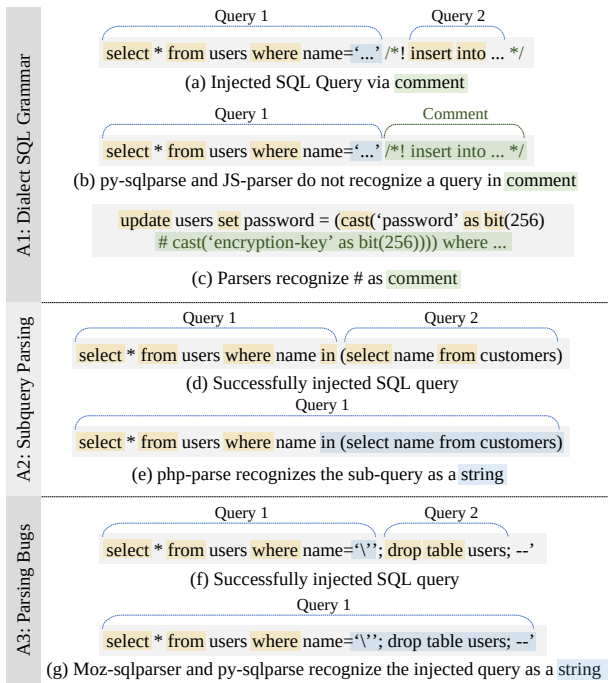 A1: Dialect SQL Grammar
Query 1 Query 2
select * from users where name=‘...’ /*! insert into ... */
(a) Injected SQL Query via comment
Query 1 Comment
select * from users where name=‘...’ /*! insert into ... */
(b) py-sqlparse and JS-parser do not recognize a query in comment
update users set password = (cast(‘password’ as bit(256)
# cast(‘encryption-key’ as bit(256)))) where ...
(c) Parsers recognize # as comment
A2: Subquery Parsing
Query 1 Query 2
select * from users where name in (select name from customers)
(d) Successfully injected SQL query
Query 1
select * from users where name in (select name from customers)
(e) php-parse recognizes the sub-query as a string
A3: Parsing Bugs
Query 1 Query 2
select * from users where name=‘\’’; drop table users; --’
(f) Successfully injected SQL query
Query 1
select * from users where name=‘\’’; drop table users; --’
(g) Moz-sqlparser and py-sqlparse recognize the injected query as a string